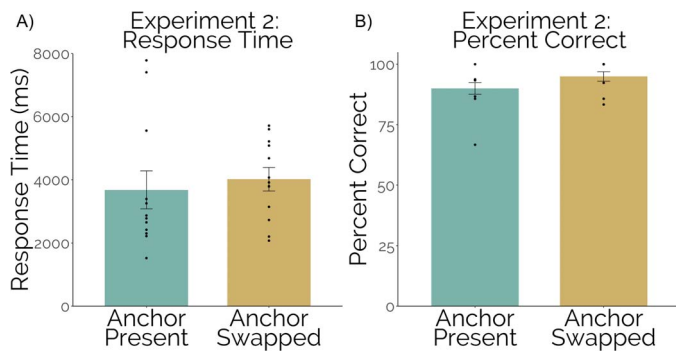 A)
Experiment 2:
Response Time
Response Time (ms)
8000
6000
4000
2000
0
Anchor
Present
Anchor
Swapped
B)
Experiment 2:
Percent Correct
Percent Correct
100
75
50
25
0
Anchor
Present
Anchor
Swapped